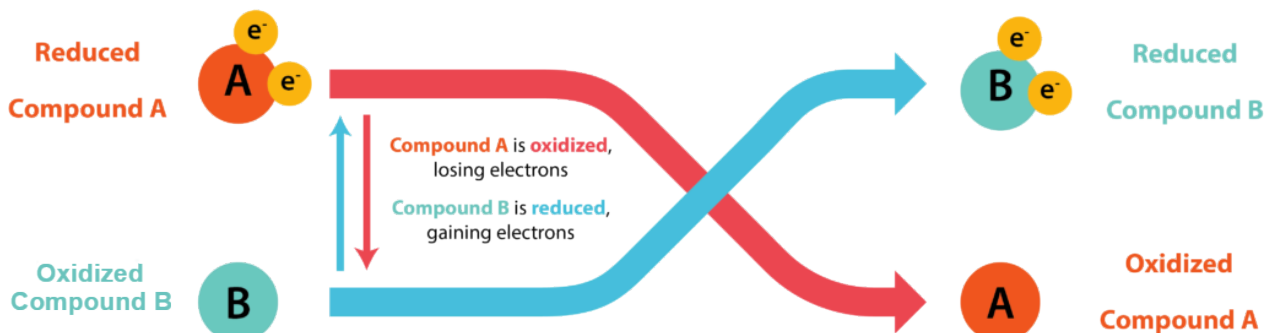 Reduced
Compound A
A
e-
e-
Compound A is oxidized,
losing electrons
Compound B is reduced,
gaining electrons
Oxidized
Compound B
B
e-
e-
B
Reduced
Compound B
A
Oxidized
Compound A